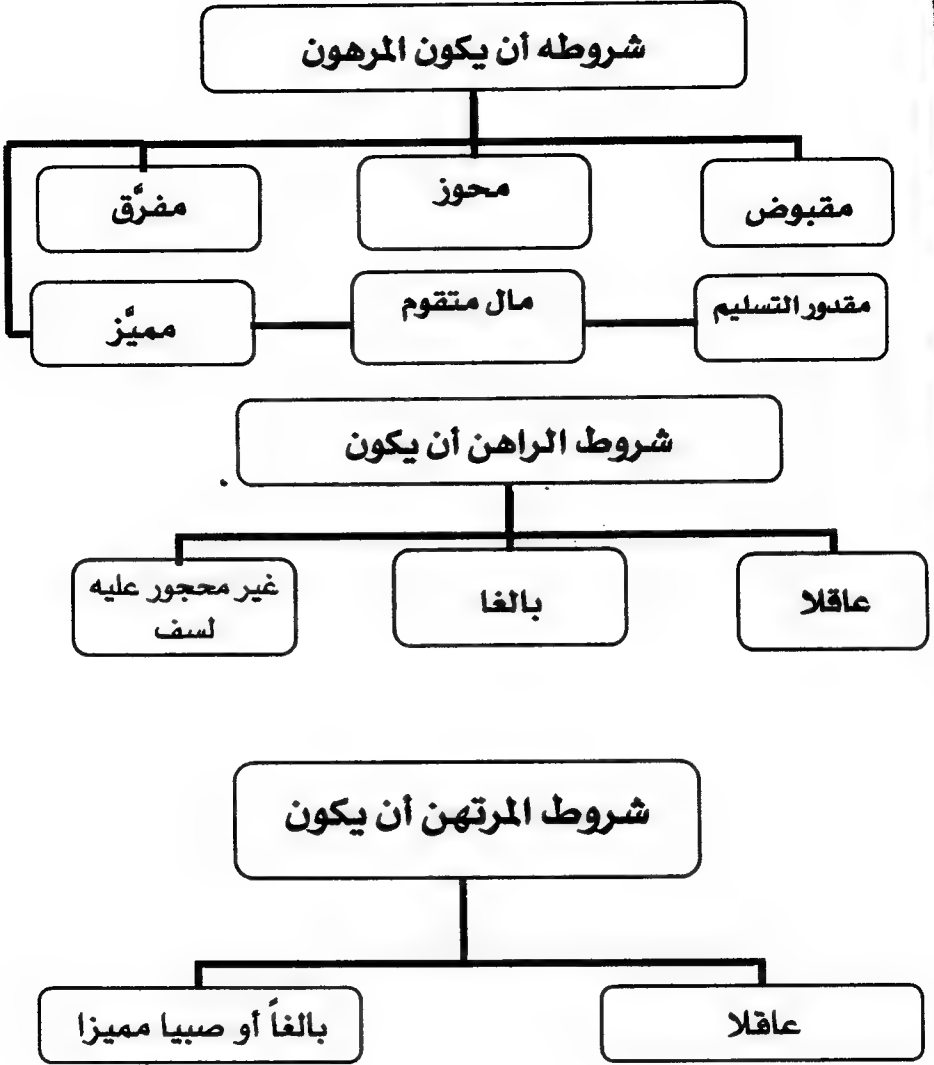 شروطه أن يكون المرهون
مقبوض
محوز
مفرَّق
مقدور التسليم
مال متقوم
مميَّز
شروط الراهن أن يكون
عاقلا
بالغا
غير محجور عليه
لسف
شروط المرتهن أن يكون
عاقلا
بالغاً أو صبيا مميزا